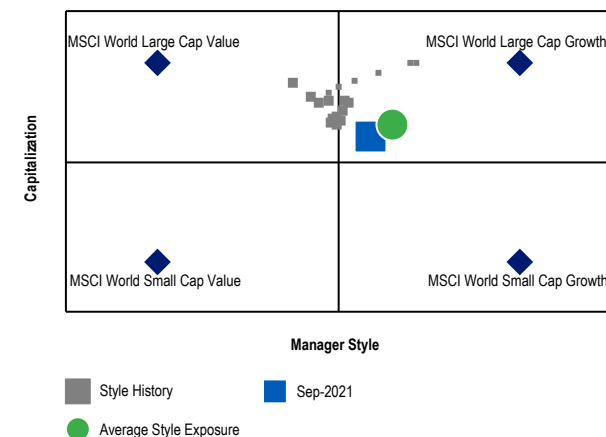 MSCI World Large Cap Value
MSCI World Large Cap Growth
Capitalization
MSCI World Small Cap Value
MSCI World Small Cap Growth
Manager Style
Style History
Sep-2021
Average Style Exposure